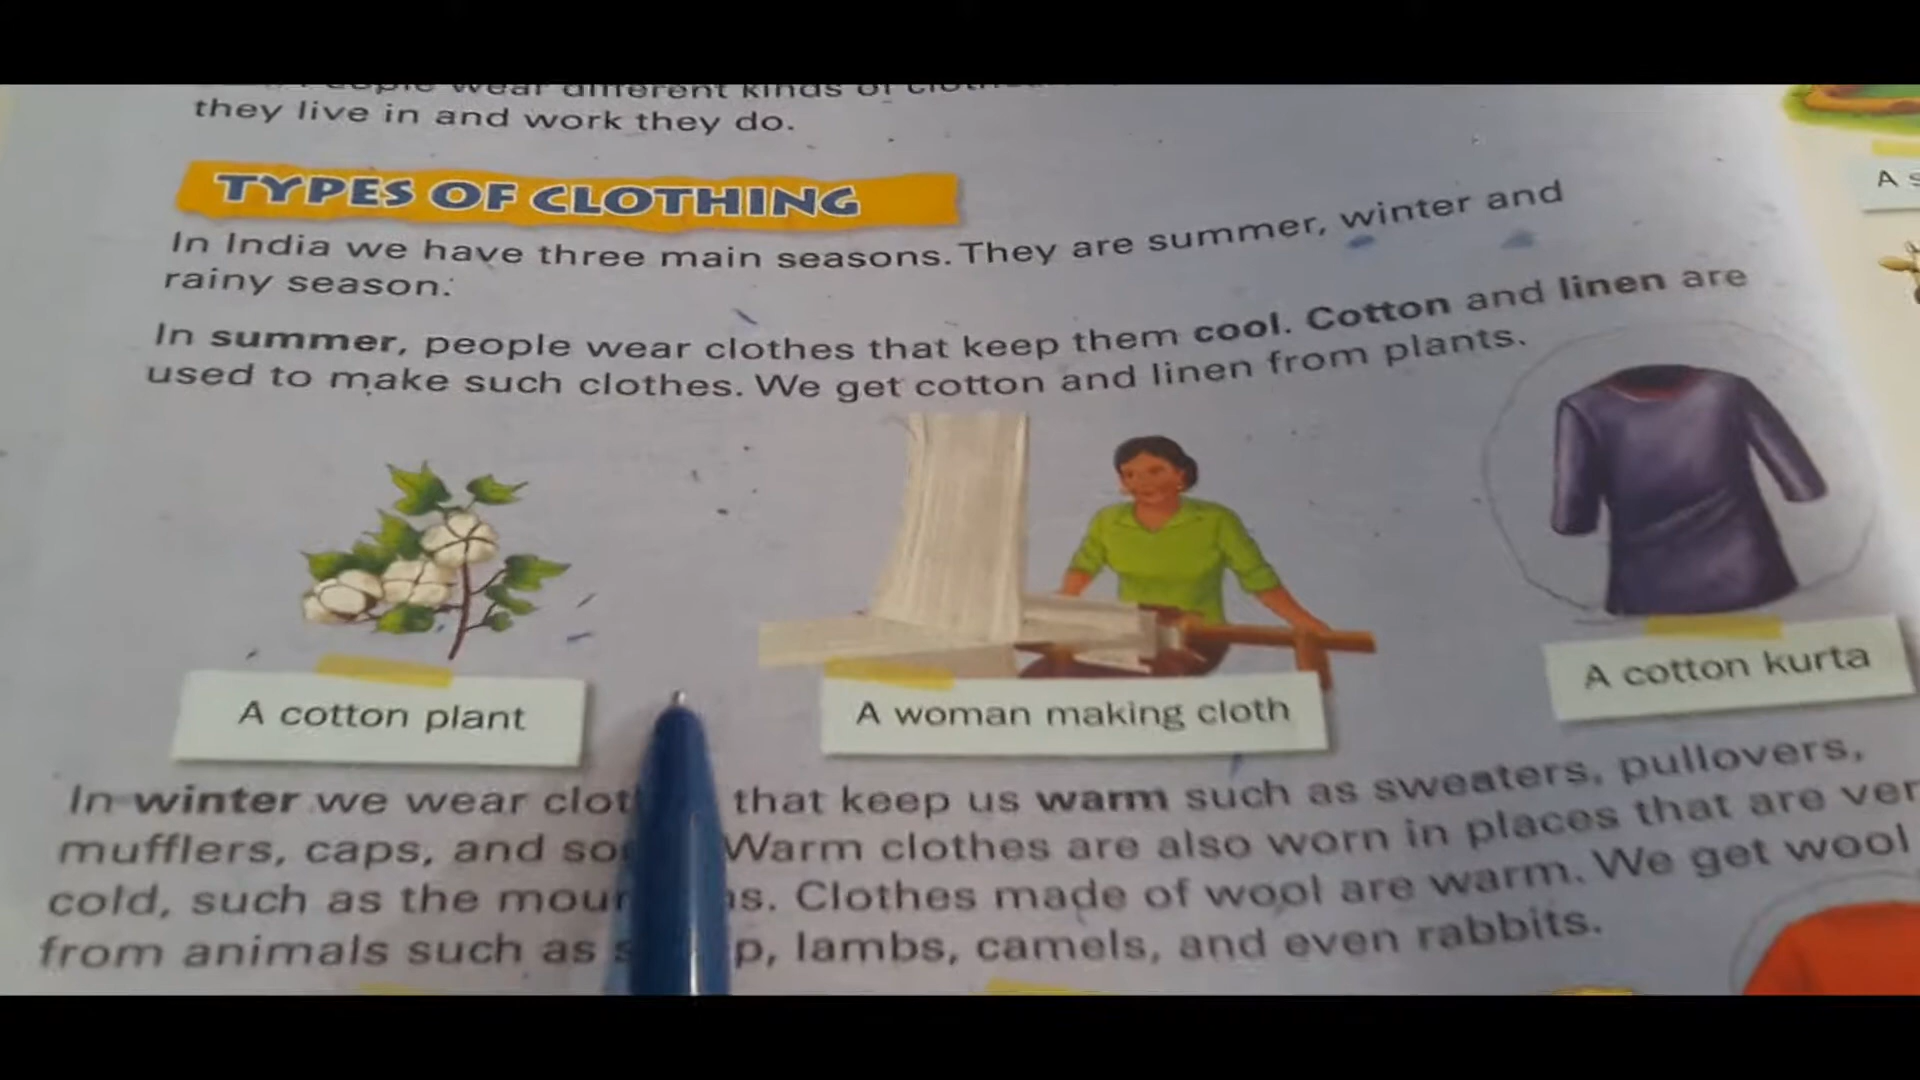 wear different kinds of
they live in and work they do.
TYPES OF CLOTHING
In India we have three main seasons. They are summer, winter and
rainy season.
In summer, people wear clothes that keep them cool. Cotton and linen are
used to make such clothes. We get cotton and linen from plants.
A cotton plant
A woman making cloth
A cotton kurta
In winter we wear that keep us warm such as sweaters, pullovers,
mufflers, caps, and Warm clothes are also worn in places that are
cold, such as the Clothes made of wool are warm. We get wool
from animals such as lambs, camels, and even rabbits.
A